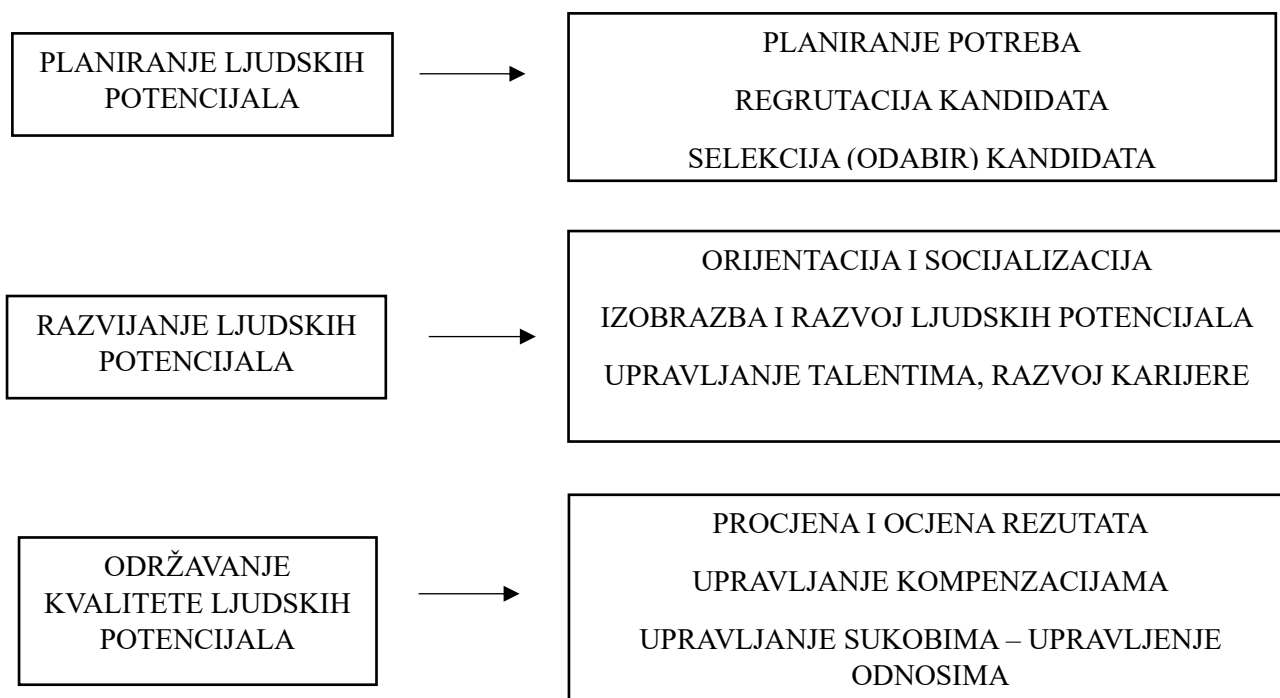 PLANIRANJE LJUDSKIH
POTENCIJALA
PLANIRANJE POTREBA
REGRUTACIJA KANDIDATA
SELEKCIJA (ODABIR) KANDIDATA
RAZVIJANJE LJUDSKIH
POTENCIJALA
ORIJENTACIJA I SOCIJALIZACIJA
IZOBRAZBA I RAZVOJ LJUDSKIH POTENCIJALA
UPRAVLJANJE TALENTIMA, RAZVOJ KARIJERE
ODRŽAVANJE
KVALITETE LJUDSKIH
POTENCIJALA
PROCJENA I OCJENA REZUTATA
UPRAVLJANJE KOMPENZACIJAMA
UPRAVLJANJE SUKOBIMA – UPRAVLJENJE
ODNOSIMA